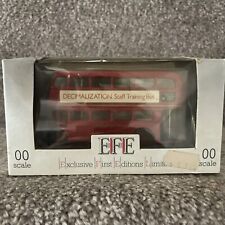 DECIMALIZATION Staff Training Bus
EFE
00
scale
00
scale
Exclusive First Editions Limited